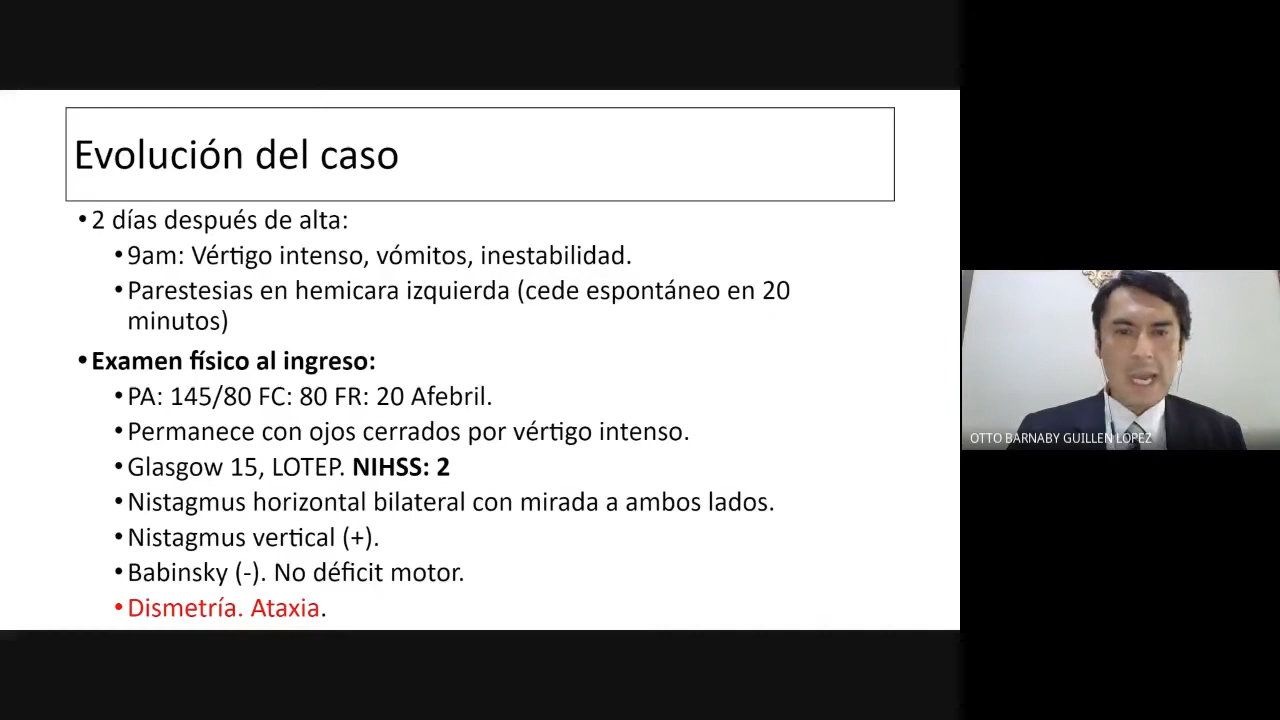 Evolución del caso
•2 días después de alta:
•9am: Vértigo intenso, vómitos, inestabilidad.
•Parestesias en hemicara izquierda (cede espontáneo en 20
minutos)
•Examen físico al ingreso:
•PA: 145/80 FC: 80 FR: 20 Afebril.
•Permanece con ojos cerrados por vértigo intenso.
•Glasgow 15, LOTEP. NIHSS: 2
•Nistagmus horizontal bilateral con mirada a ambos lados.
•Nistagmus vertical (+).
•Babinsky (-). No déficit motor.
•Dismetría. Ataxia.
OTTO BARNABY GUILLEN LOPEZ